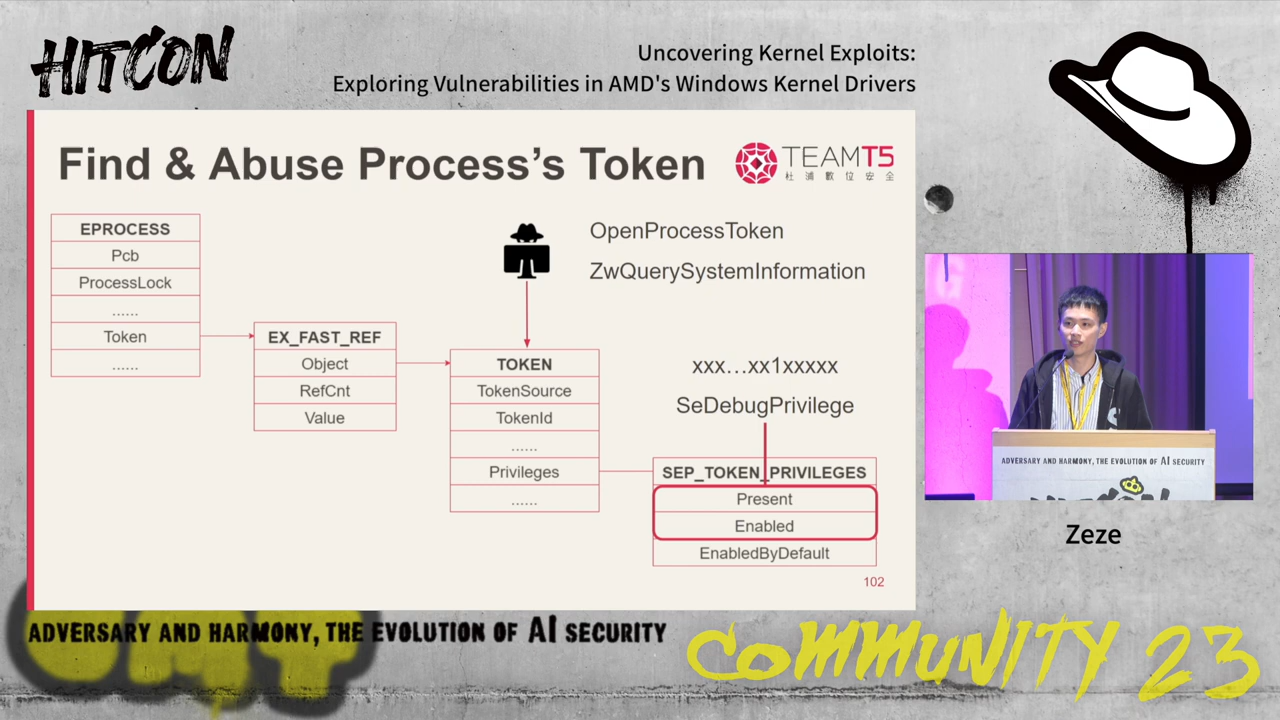 HITCON
Uncovering Kernel Exploits:
Exploring Vulnerabilities in AMD's Windows Kernel Drivers
Find & Abuse Process's Token
TEAMT5
杜浦數位安全
EPROCESS
Pcb
ProcessLock
......
Token
......
EX_FAST_REF
Object
RefCnt
Value
OpenProcessToken
ZwQuerySystemInformation
TOKEN
TokenSource
TokenId
......
Privileges
......
xxx...xx1xxxxx
SeDebugPrivilege
SEP_TOKEN_PRIVILEGES
Present
Enabled
EnabledByDefault
102
ADVERSARY AND HARMONY, THE EVOLUTION OF AI SECURITY
Zeze
ADVERSARY AND HARMONY, THE EVOLUTION OF AI SECURITY
COMMUNITY 23